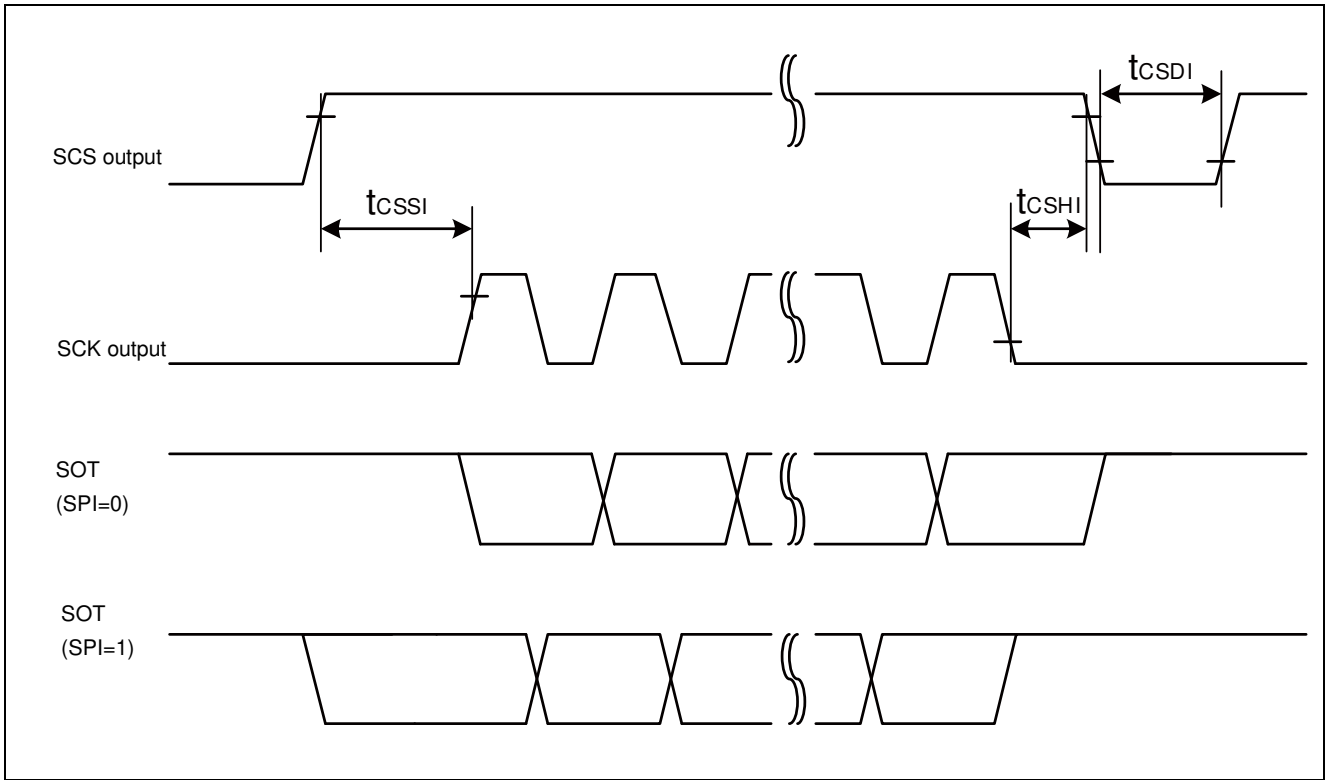 tCSDI
SCS output
tCSSI
tCSHI
SCK output
SOT
(SPI=0)
SOT
(SPI=1)